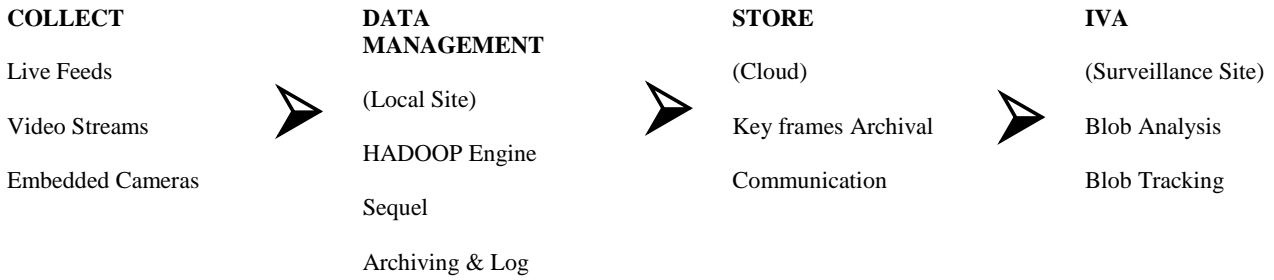 COLLECT
Live Feeds
Video Streams
Embedded Cameras
DATA
MANAGEMENT
(Local Site)
HADOOP Engine
Sequel
Archiving & Log
STORE
(Cloud)
Key frames Archival
Communication
IVA
(Surveillance Site)
Blob Analysis
Blob Tracking